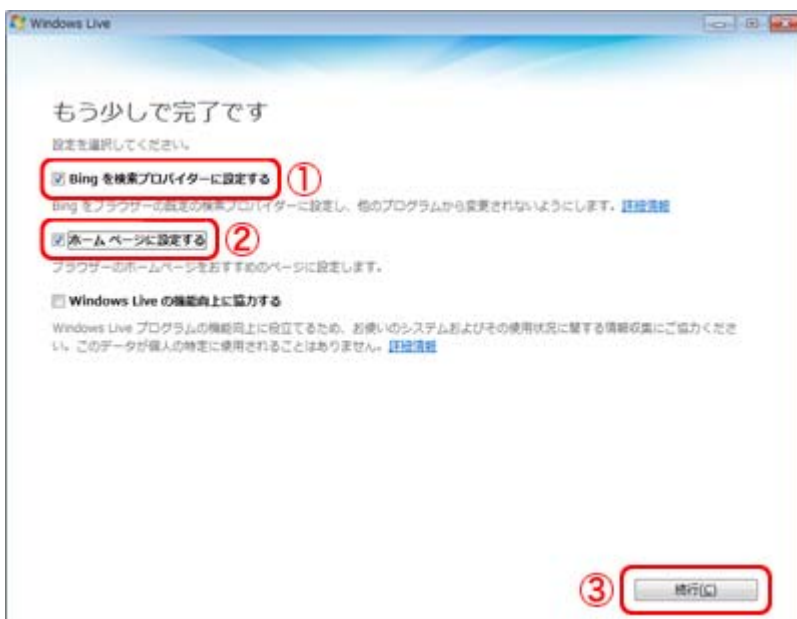 Windows Live
もう少しで完了です
設定を選択してください。
Bing を検索プロバイダーに設定する ①
Bing をブラウザーの既定の検索プロバイダーに設定し、他のプログラムから変更されないようにします。詳細情報
ホーム ページに設定する ②
ブラウザーのホームページをおすすめのページに設定します。
Windows Live の機能向上に協力する
Windows Live プログラムの機能向上に役立てるため、お使いのシステムおよびその使用状況に関する情報収集にご協力くださ
い。このデータが個人の特定に使用されることはありません。詳細情報
③ 続行(C)